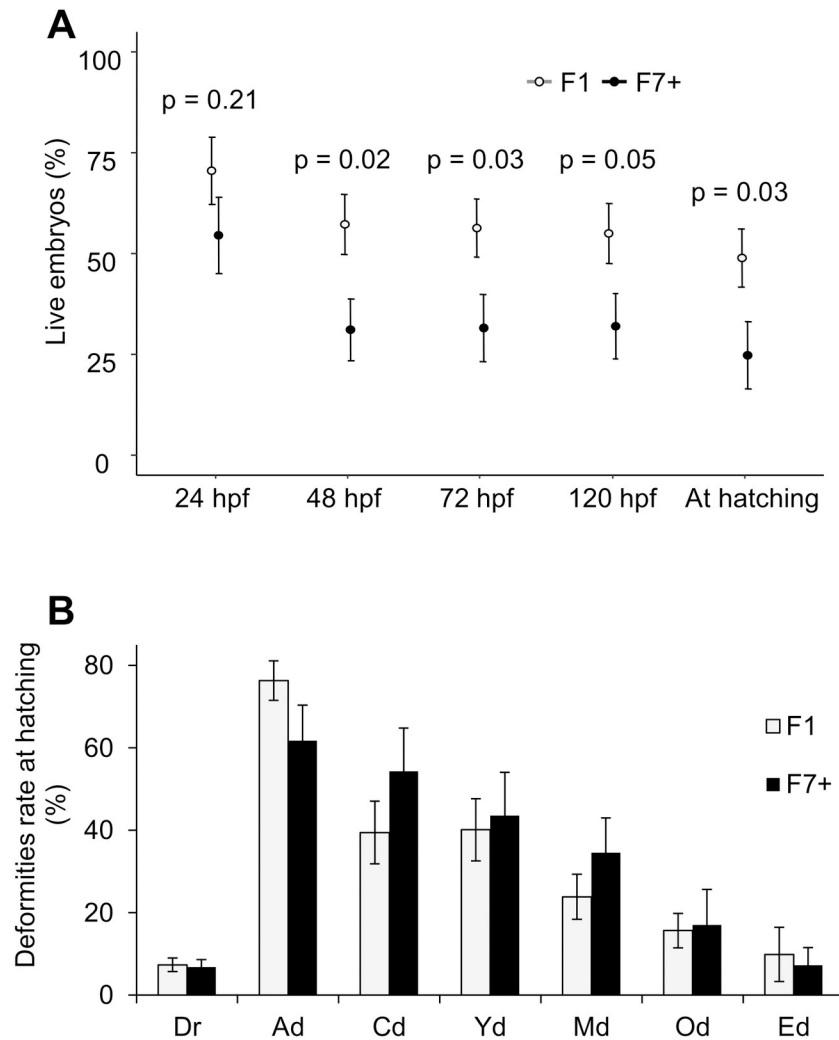 A
100
F1 F7+
p = 0.21
75
p = 0.02 p = 0.03 p = 0.05
p = 0.03
Live embryos (%)
50
25
0
24 hpf 48 hpf 72 hpf 120 hpf At hatching
B
Deformities rate at hatching
(%)
80
F1
60
F7+
40
20
0
Dr Ad Cd Yd Md Od Ed